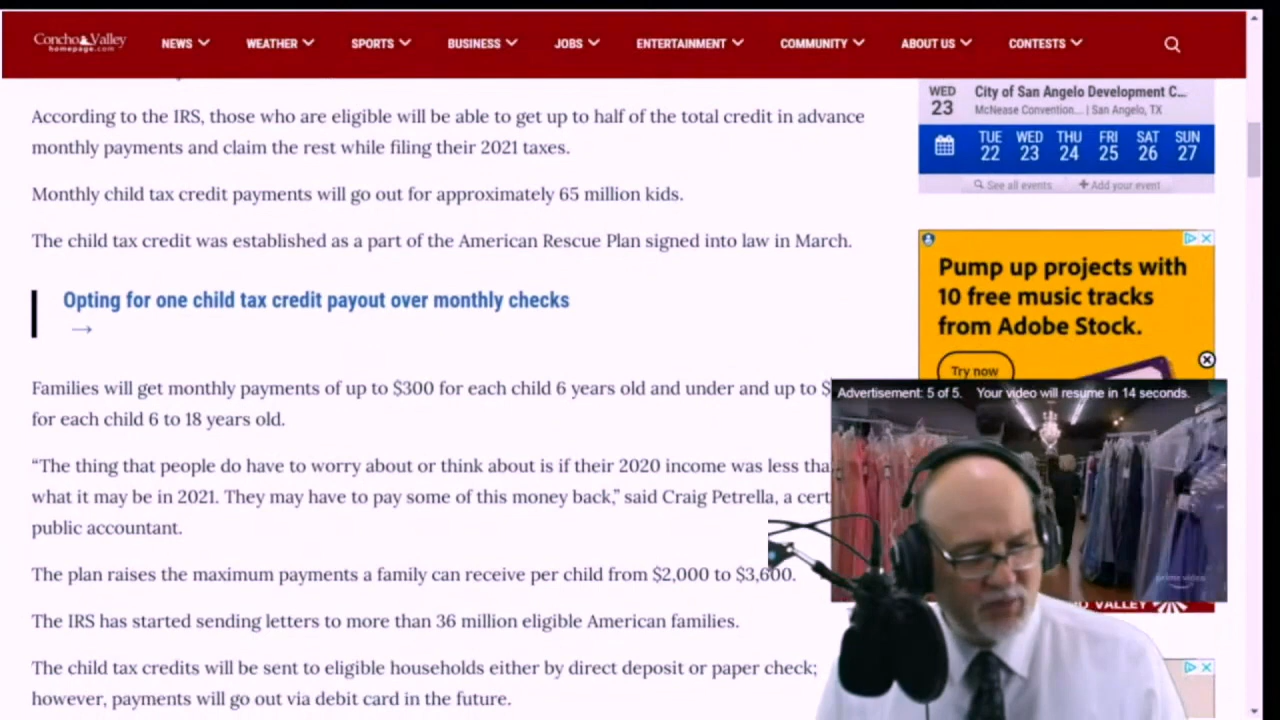 Concho Valley
homepage.com
NEWS
WEATHER
SPORTS
BUSINESS
JOBS
ENTERTAINMENT
COMMUNITY
ABOUT US
CONTESTS
According to the IRS, those who are eligible will be able to get up to half of the total credit in advance
monthly payments and claim the rest while filing their 2021 taxes.
Monthly child tax credit payments will go out for approximately 65 million kids.
The child tax credit was established as a part of the American Rescue Plan signed into law in March.
Opting for one child tax credit payout over monthly checks
→
Families will get monthly payments of up to $300 for each child 6 years old and under and up to $
for each child 6 to 18 years old.
“The thing that people do have to worry about or think about is if their 2020 income was less tha
what it may be in 2021. They may have to pay some of this money back,” said Craig Petrella, a cert
public accountant.
The plan raises the maximum payments a family can receive per child from $2,000 to $3,600.
The IRS has started sending letters to more than 36 million eligible American families.
The child tax credits will be sent to eligible households either by direct deposit or paper check;
however, payments will go out via debit card in the future.
WED
23
City of San Angelo Development C...
McNease Convention... | San Angelo, TX
TUE WED THU FRI SAT SUN
22 23 24 25 26 27
See all events
+ Add your event
Pump up projects with
10 free music tracks
from Adobe Stock.
Try now
Advertisement: 5 of 5. Your video will resume in 14 seconds.
prime video
VALLEY